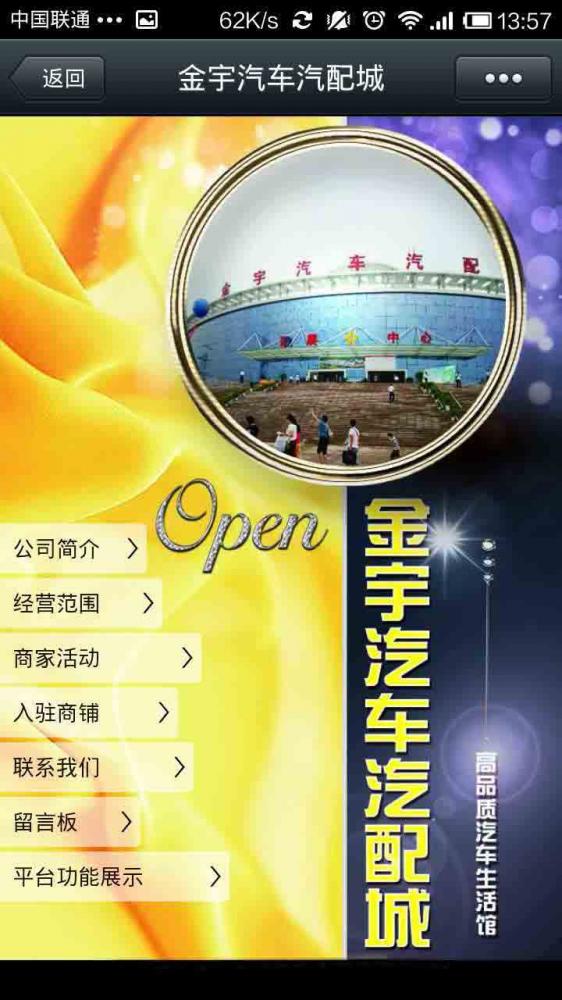 中国联通 62K/s 13:57
返回 金宇汽车汽配城
金宇汽车汽配
中心
Open
公司简介
经营范围
商家活动
入驻商铺
联系我们
留言板
平台功能展示
金宇汽车汽配城
高品质汽车生活馆